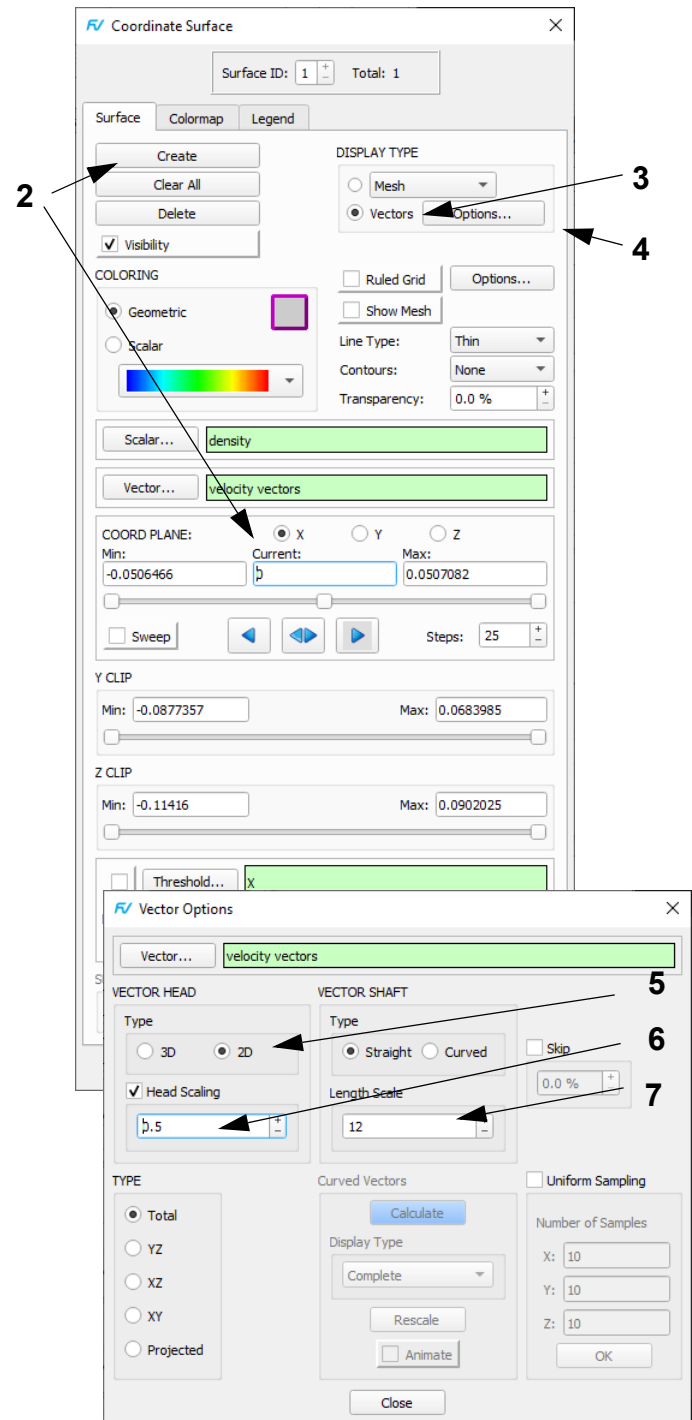 FV Coordinate Surface
Surface ID: 1 Total: 1
Surface Colormap Legend
Create
Clear All
Delete
Visibility
DISPLAY TYPE
Mesh
Vectors Options...
2
3
4
COLORING
Geometric
Scalar
Ruled Grid Options...
Show Mesh
Line Type: Thin
Contours: None
Transparency: 0.0 %
Scalar... density
Vector... velocity vectors
COORD PLANE: X Y Z
Min: Current: Max:
-0.0506466 0 0.0507082
Sweep Steps: 25
Y CLIP
Min: -0.0877357 Max: 0.0683985
Z CLIP
Min: -0.11416 Max: 0.0902025
Threshold... X
FV Vector Options
Vector... velocity vectors
VECTOR HEAD
Type
3D 2D
Head Scaling
0.5
VECTOR SHAFT
Type
Straight Curved
Length Scale
12
Skip
0.0 %
5
6
7
TYPE
Total
YZ
XZ
XY
Projected
Curved Vectors
Calculate
Display Type
Complete
Rescale
Animate
Uniform Sampling
Number of Samples
X: 10
Y: 10
Z: 10
OK
Close